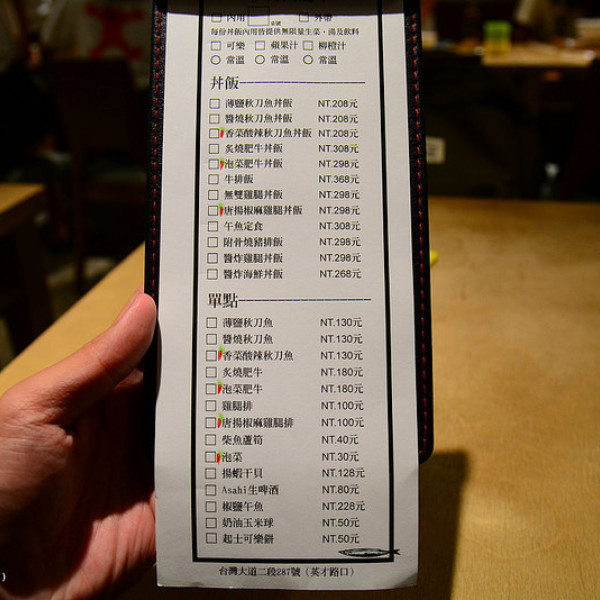 □ 內用 □ 桌號 □ 外帶
每份丼飯內用皆提供無限量生菜、湯及飲料
□ 可樂 □ 蘋果汁 □ 柳橙汁
○ 常溫 ○ 常溫 ○ 常溫
丼飯
□ 薄鹽秋刀魚丼飯 NT.208元
□ 醬燒秋刀魚丼飯 NT.208元
□ 香菜酸辣秋刀魚丼飯 NT.208元
□ 炙燒肥牛丼飯 NT.308元
□ 泡菜肥牛丼飯 NT.298元
□ 牛排飯 NT.368元
□ 無雙雞腿丼飯 NT.298元
□ 唐揚椒麻雞腿丼飯 NT.298元
□ 午魚定食 NT.308元
□ 附骨燒豬排飯 NT.298元
□ 醬炸雞腿丼飯 NT.298元
□ 醬炸海鮮丼飯 NT.268元
單點
□ 薄鹽秋刀魚 NT.130元
□ 醬燒秋刀魚 NT.130元
□ 香菜酸辣秋刀魚 NT.130元
□ 炙燒肥牛 NT.180元
□ 泡菜肥牛 NT.180元
□ 雞腿排 NT.100元
□ 唐揚椒麻雞腿排 NT.100元
□ 柴魚蘆筍 NT.40元
□ 泡菜 NT.30元
□ 揚蝦干貝 NT.128元
□ Asahi生啤酒 NT.80元
□ 椒鹽午魚 NT.228元
□ 奶油玉米球 NT.50元
□ 起士可樂餅 NT.50元
台灣大道二段287號（英才路口）